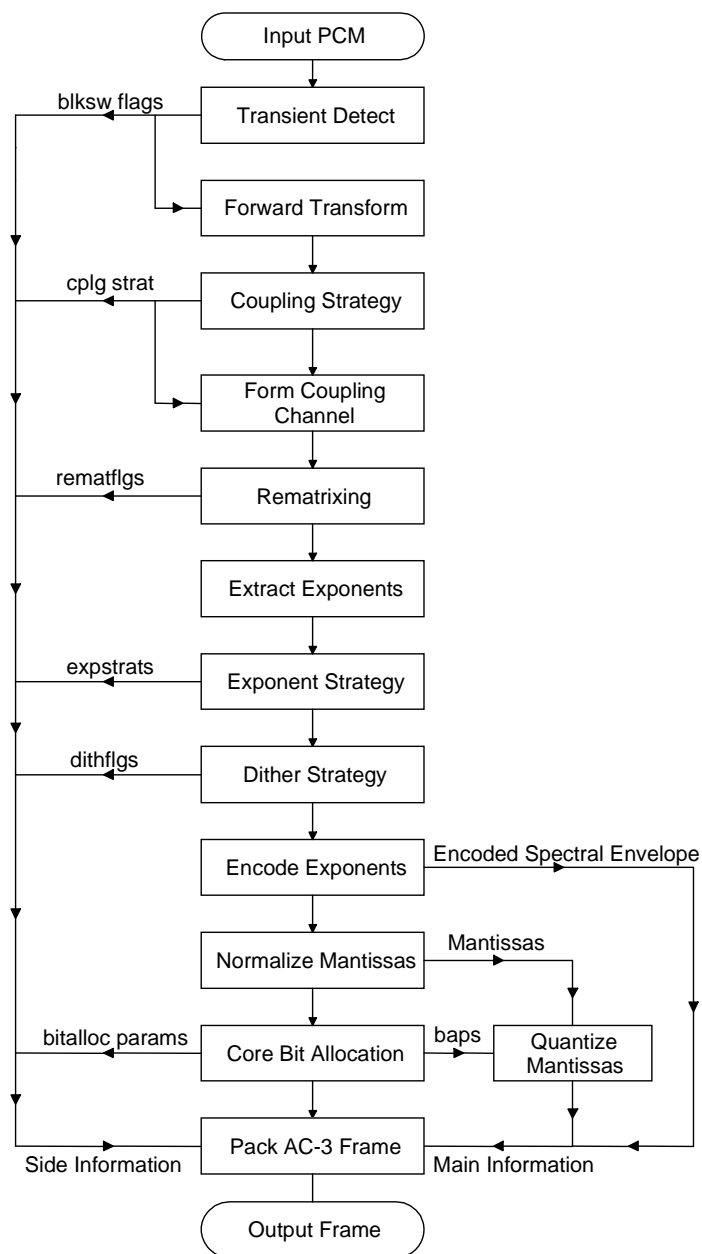 Input PCM
blksw flags
Transient Detect
Forward Transform
cplg strat
Coupling Strategy
Form Coupling
Channel
rematflgs
Rematrixing
Extract Exponents
expstrats
Exponent Strategy
dithflgs
Dither Strategy
Encode Exponents
Encoded Spectral Envelope
Normalize Mantissas
Mantissas
bitalloc params
Core Bit Allocation
baps
Quantize
Mantissas
Pack AC-3 Frame
Side Information
Main Information
Output Frame